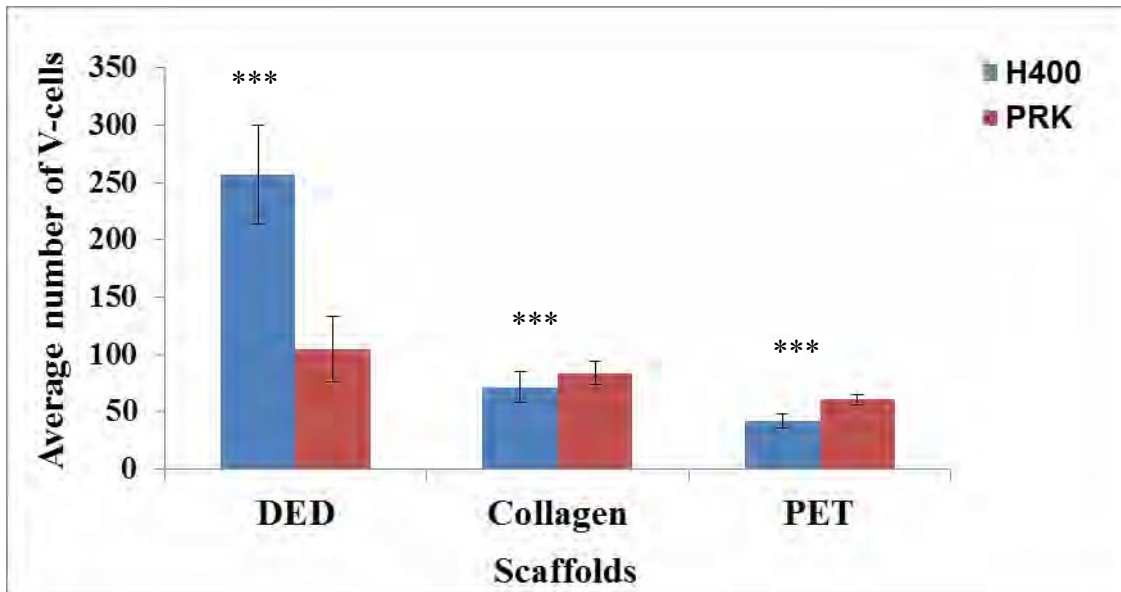 Average number of V-cells
350
300
250
200
150
100
50
0
***
***
***
H400
PRK
DED Collagen PET
Scaffolds